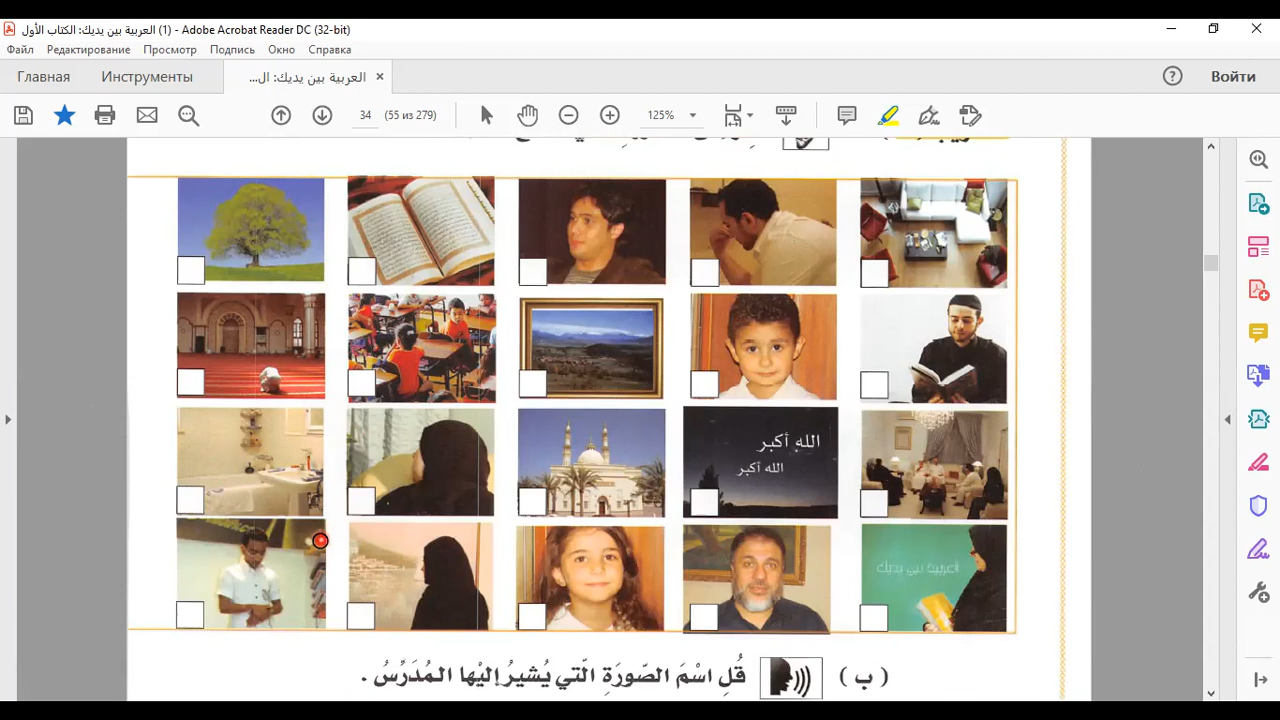 العربية بين يديك: الكتاب الأول (1) - Adobe Acrobat Reader DC (32-bit)
Файл Редактирование Просмотр Подпись Окно Справка
Главная Инструменты العربية بين يديك: ال... × ? Войти
34 (55 из 279) 125%
الله أكبر
الله أكبر
العربية بين يديك
( ب ) قُلِ اسْمَ الصّورَةِ الّتي يُشيرُ إليْها المُدَرِّسُ .